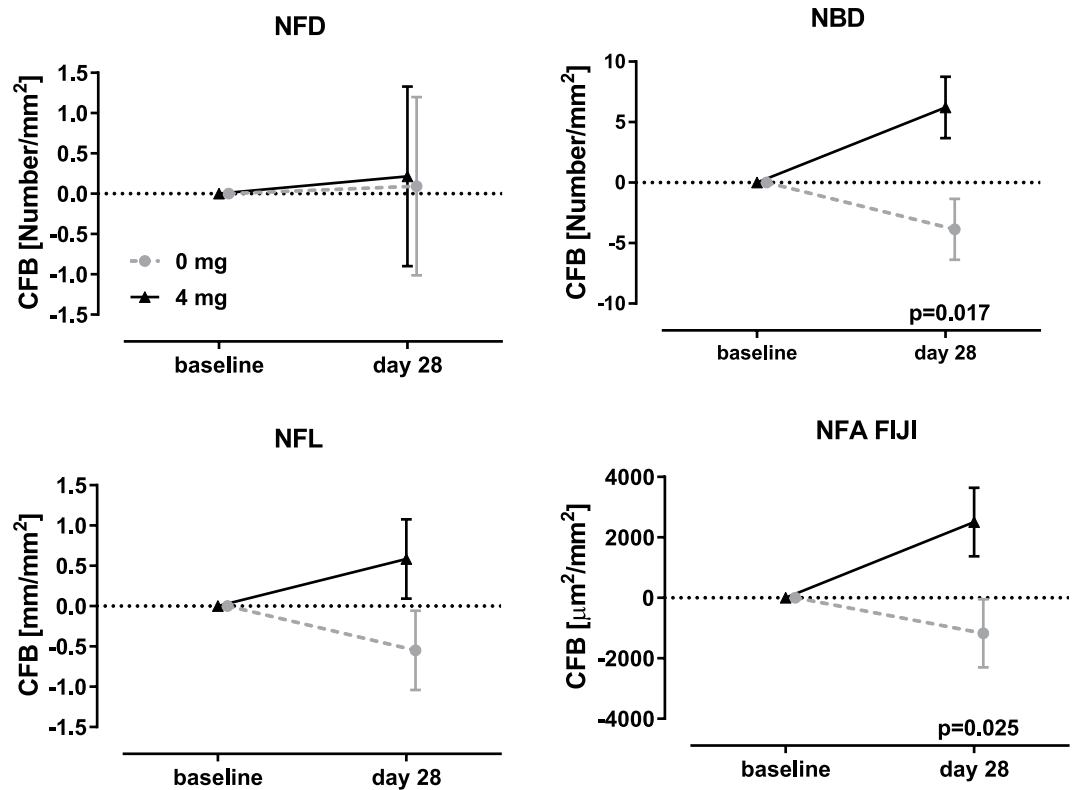 NFD
CFB [Number/mm²]
1.5
1.0
0.5
0.0
-0.5
-1.0
-1.5
0 mg
4 mg
baseline
day 28
NBD
CFB [Number/mm²]
10
5
0
-5
-10
p=0.017
baseline
day 28
NFL
CFB [mm/mm²]
1.5
1.0
0.5
0.0
-0.5
-1.0
-1.5
baseline
day 28
NFA FIJI
CFB [μm²/mm²]
4000
2000
0
-2000
-4000
p=0.025
baseline
day 28